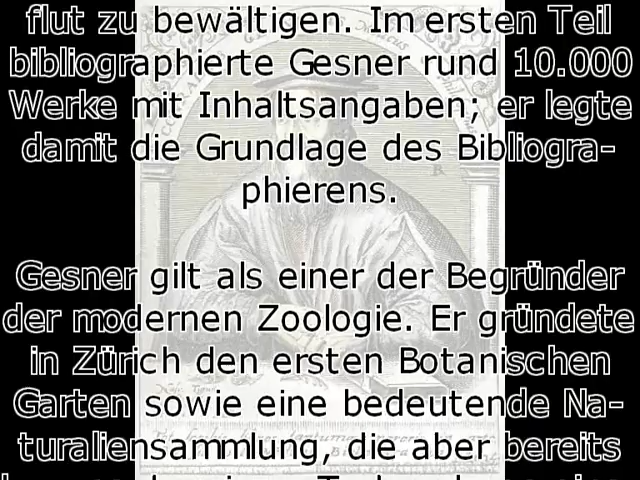 flut zu bewältigen. Im ersten Teil
bibliographierte Gesner rund 10.000
Werke mit Inhaltsangaben; er legte
damit die Grundlage des Bibliogra-
phierens.
Gesner gilt als einer der Begründer
der modernen Zoologie. Er gründete
in Zürich den ersten Botanischen
Garten sowie eine bedeutende Na-
turaliensammlung, die aber bereits